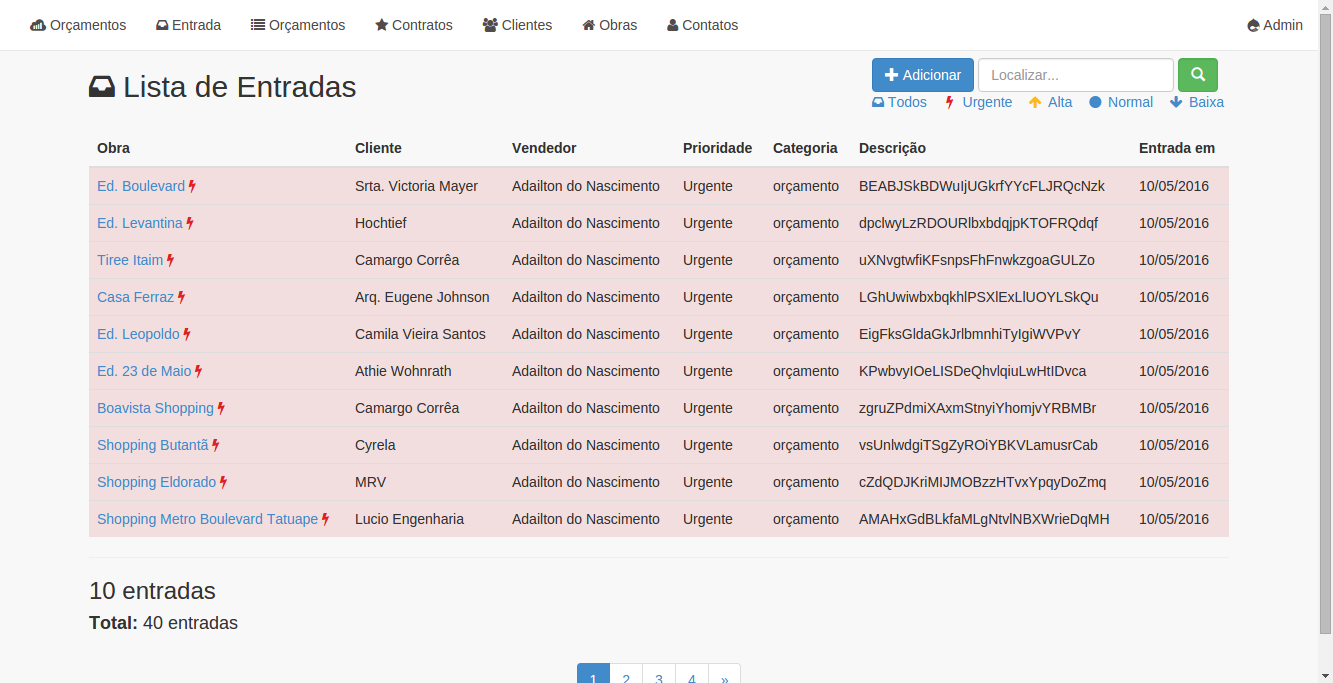 Orçamentos Entrada Orçamentos Contratos Clientes Obras Contatos Admin
Lista de Entradas
Adicionar Localizar...
Todos Urgente Alta Normal Baixa
Obra Cliente Vendedor Prioridade Categoria Descrição Entrada em
Ed. Boulevard Srta. Victoria Mayer Adailton do Nascimento Urgente orçamento BEABJSkBDWuIjUGkrfYYcFLJRQcNzk 10/05/2016
Ed. Levantina Hochtief Adailton do Nascimento Urgente orçamento dpclwyLzRDOURlbxbdqjpKTOFRQdqf 10/05/2016
Tiree Itaim Camargo Corrêa Adailton do Nascimento Urgente orçamento uXNvgtwfiKFsnpsFhFnwkzgoaGULZo 10/05/2016
Casa Ferraz Arq. Eugene Johnson Adailton do Nascimento Urgente orçamento LGhUwiwbxbqkhlPSXlExLlUOYLSkQu 10/05/2016
Ed. Leopoldo Camila Vieira Santos Adailton do Nascimento Urgente orçamento EigFksGldaGkJrlbmnhiTyIgiWVPvY 10/05/2016
Ed. 23 de Maio Athie Wohnrath Adailton do Nascimento Urgente orçamento KPwbvyIOeLISDeQhvlqiuLwHtIDvca 10/05/2016
Boavista Shopping Camargo Corrêa Adailton do Nascimento Urgente orçamento zgruZPdmiXAxmStnyiYhomjvYRBMBr 10/05/2016
Shopping Butantã Cyrela Adailton do Nascimento Urgente orçamento vsUnlwdgiTSgZyROiYBKVLamusrCab 10/05/2016
Shopping Eldorado MRV Adailton do Nascimento Urgente orçamento cZdQDJKriMIJMOBzzHTvxYpqyDoZmq 10/05/2016
Shopping Metro Boulevard Tatuape Lucio Engenharia Adailton do Nascimento Urgente orçamento AMAHxGdBLkfaMLgNtvlNBXWrieDqMH 10/05/2016
10 entradas
Total: 40 entradas
1 2 3 4 »